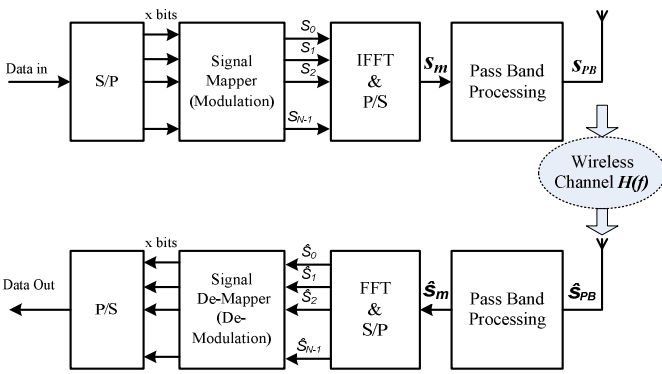 x bits
Data in
S/P
Signal
Mapper
(Modulation)
S0
S1
S2
SN-1
IFFT
&
P/S
sm
Pass Band
Processing
sPB
Wireless
Channel H(f)
x bits
Data Out
P/S
Signal
De-Mapper
(De-
Modulation)
Ŝ0
Ŝ1
Ŝ2
ŜN-1
FFT
&
S/P
ŝm
Pass Band
Processing
ŝPB